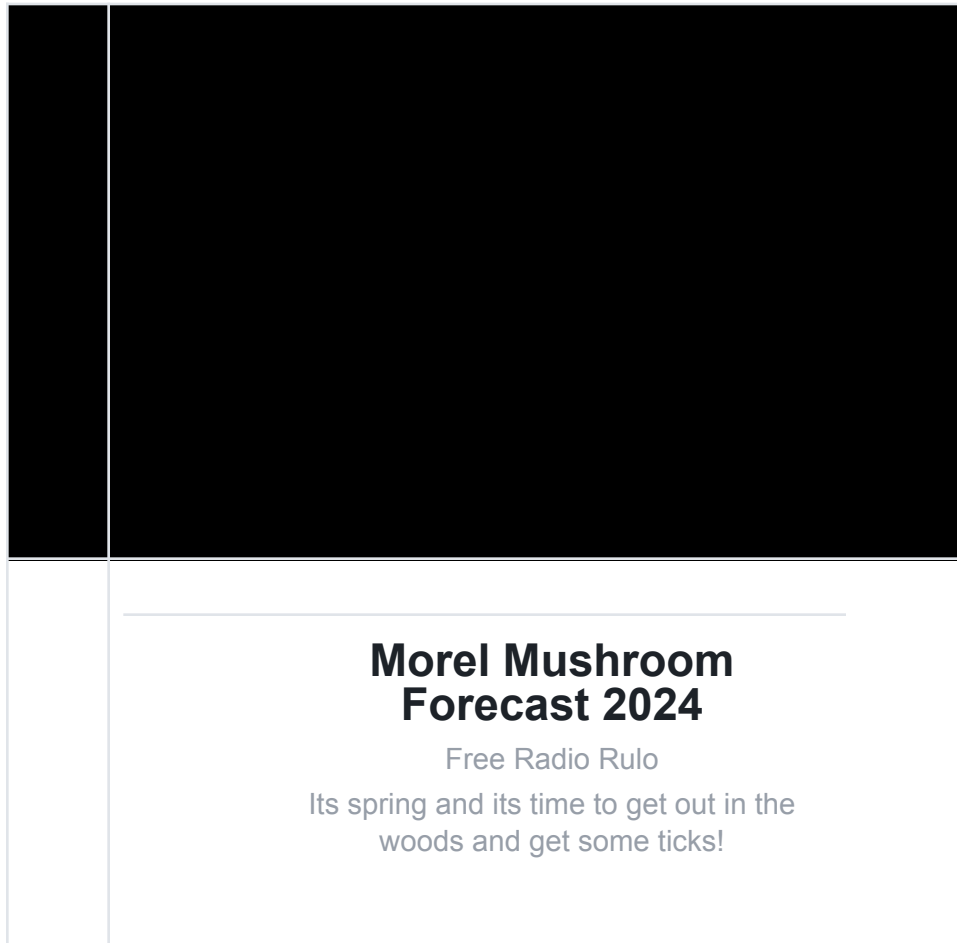 Morel Mushroom
Forecast 2024
Free Radio Rulo
Its spring and its time to get out in the
woods and get some ticks!